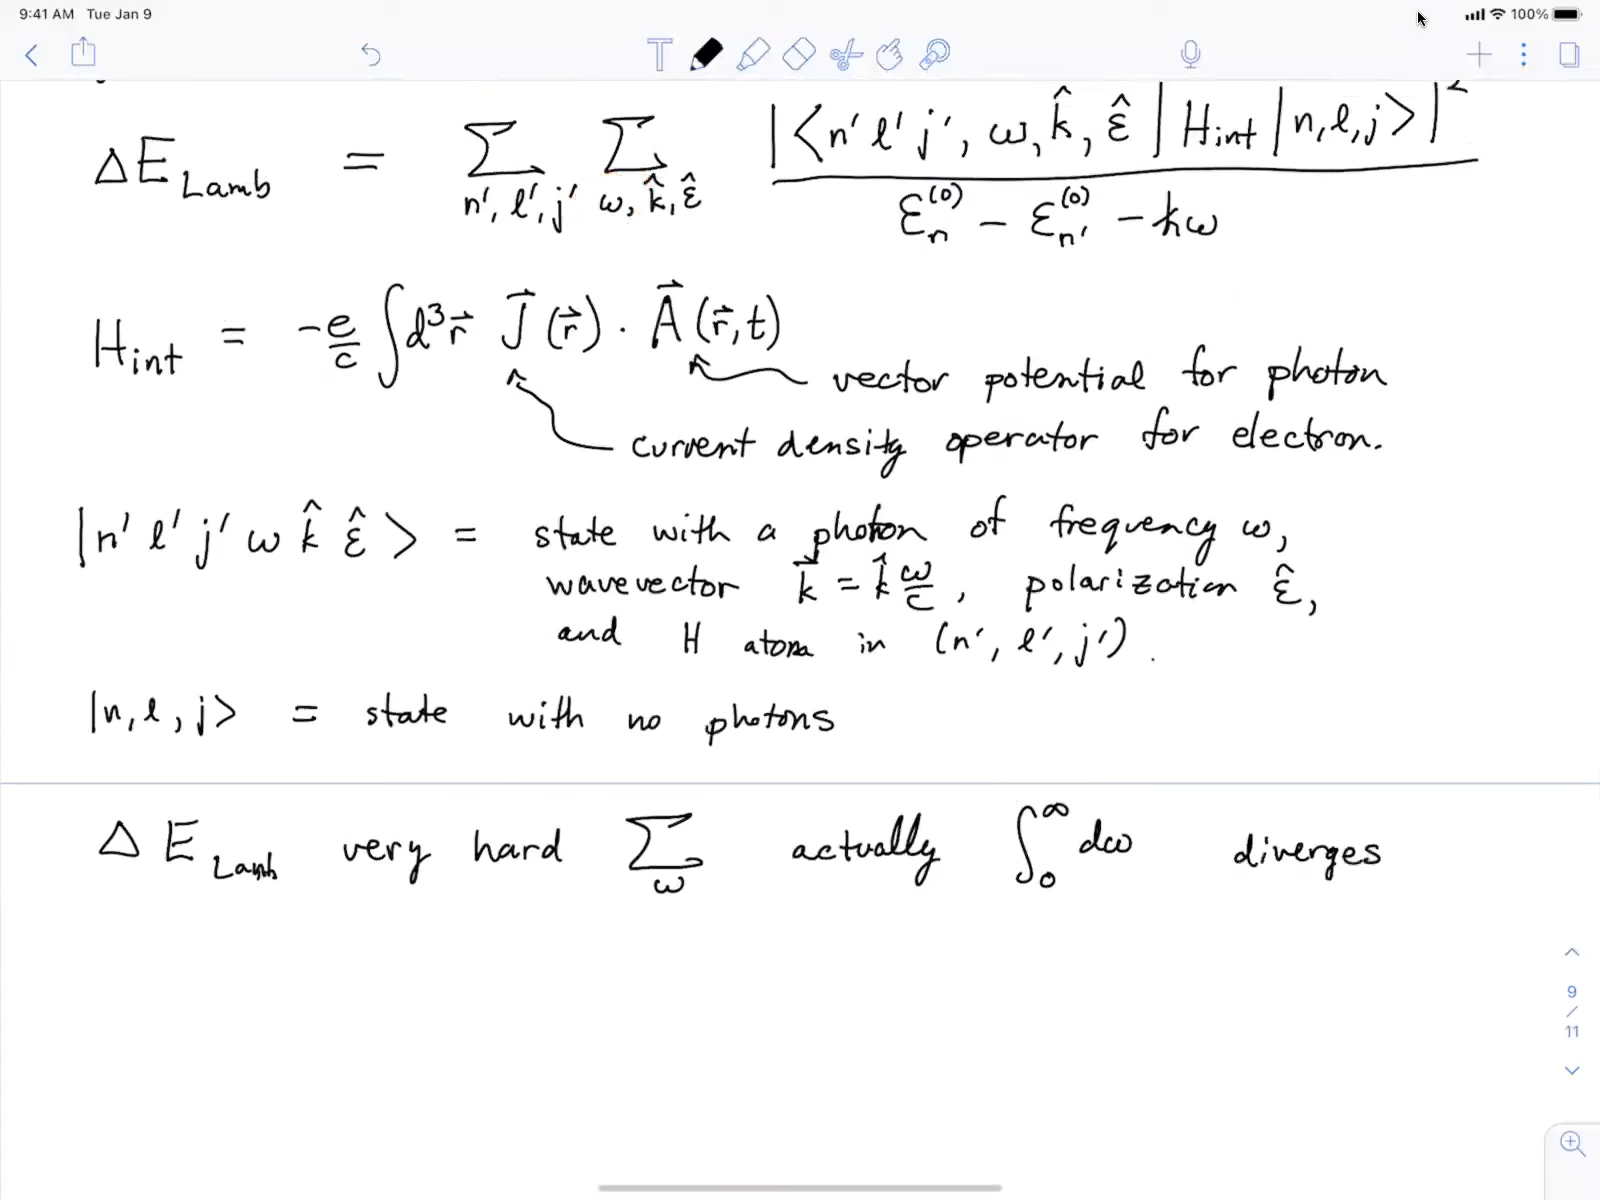 9:41 AM Tue Jan 9
100%
ΔE_Lamb = Σ_{n', l', j'} Σ_{ω, k̂, ε̂} |<n' l' j', ω, k̂, ε̂ | H_int | n, l, j>|² / (ε_n^{(0)} − ε_{n'}^{(0)} − ħω)
H_int = −e/c ∫d³r⃗ J⃗(r⃗) · A⃗(r⃗, t)
vector potential for photon
current density operator for electron.
|n' l' j' ω k̂ ε̂ > = state with a photon of frequency ω,
wavevector k⃗ = k̂ ω/c , polarization ε̂,
and H atom in (n', l', j') .
|n, l, j> = state with no photons
ΔE_Lamb very hard Σ_ω actually ∫_0^∞ dω diverges
9
/
11